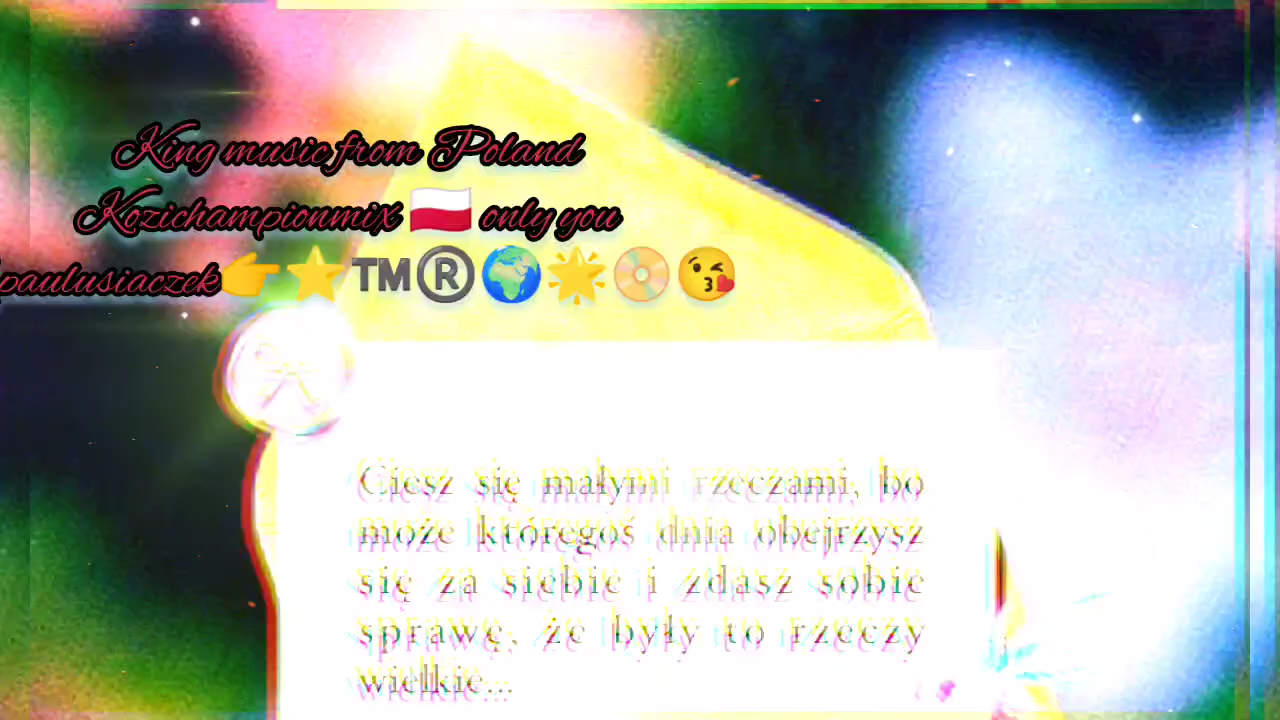 King music from Poland
Kozichampionmix 🇵🇱 only you
paulusiaczek👉⭐™️®️🌍🌟💿😘
Ciesz się małymi rzeczami, bo
może któregoś dnia obejrzysz
się za siebie i zdasz sobie
sprawę, że były to rzeczy
wielkie...